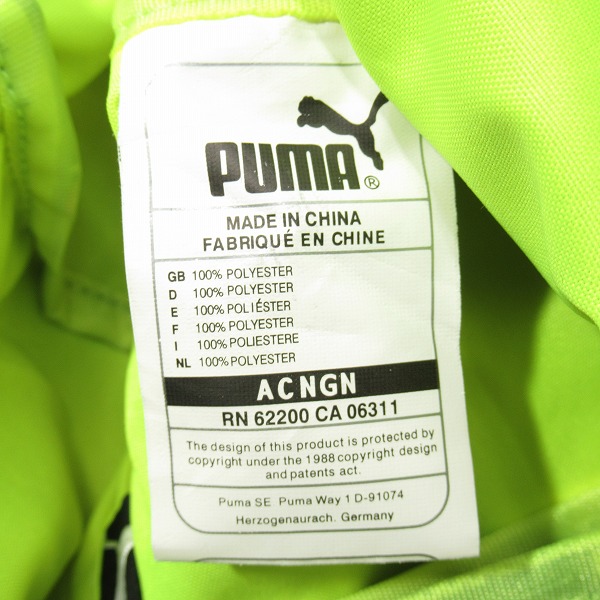 PUMA®
MADE IN CHINA
FABRIQUÉ EN CHINE
GB 100% POLYESTER
D 100% POLYESTER
E 100% POLIÉSTER
F 100% POLYESTER
I 100% POLIESTERE
NL 100% POLYESTER
ACNGN
RN 62200 CA 06311
The design of this product is protected by
copyright under the 1988 copyright design
and patents act.
Puma SE Puma Way 1 D-91074
Herzogenaurach. Germany